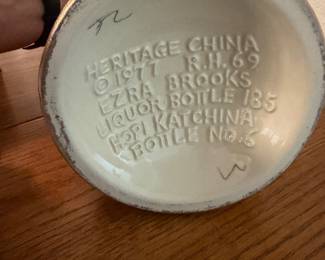 HERITAGE CHINA
© 1977 R.H. 69
EZRA BROOKS
LIQUOR BOTTLE 135
HOPI KATCHINA
BOTTLE NO. 6